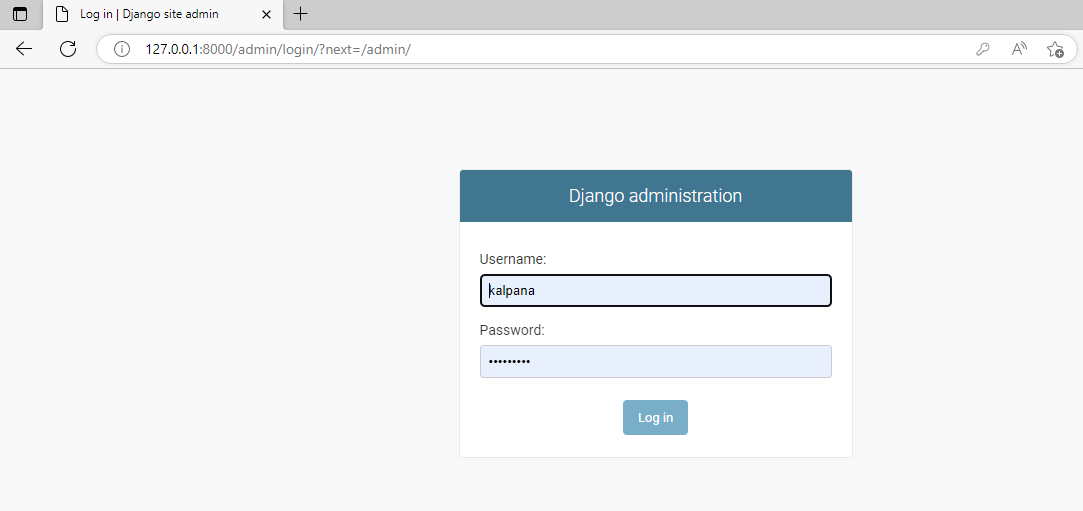 Log in | Django site admin
127.0.0.1:8000/admin/login/?next=/admin/
Django administration
Username:
kalpana
Password:
•••••••••
Log in